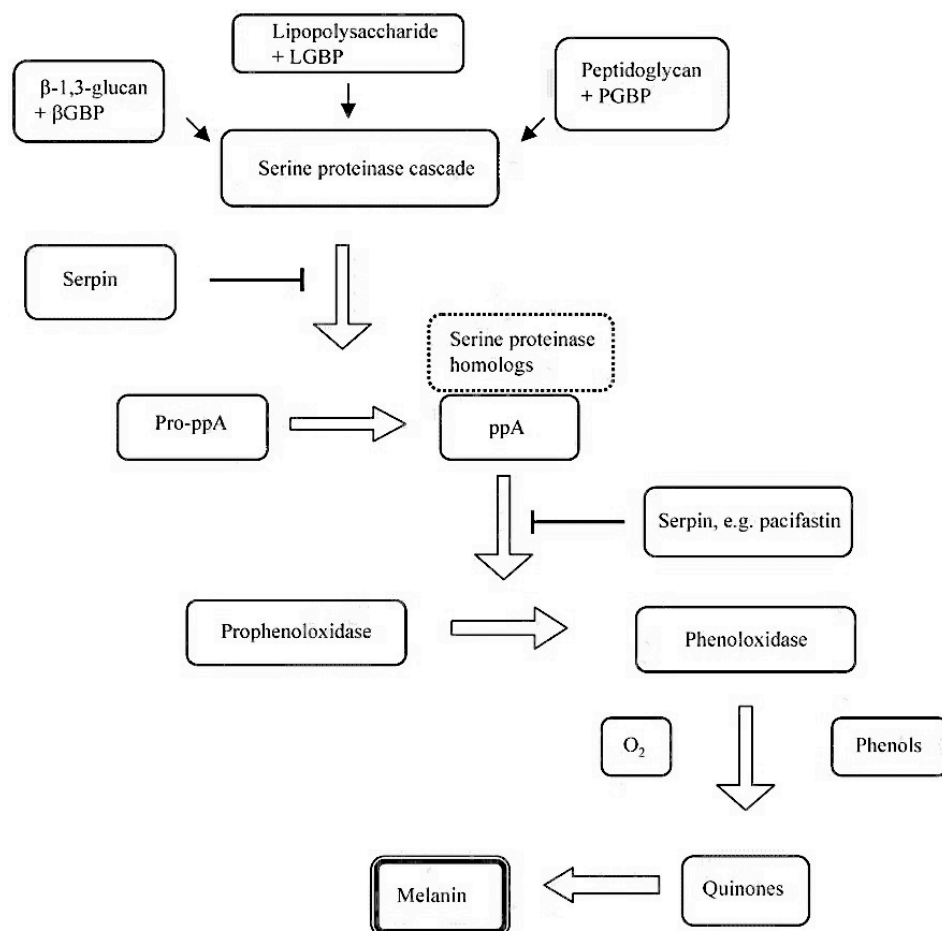 Lipopolysaccharide
+ LGBP
β-1,3-glucan
+ βGBP
Peptidoglycan
+ PGBP
Serine proteinase cascade
Serpin
Serine proteinase
homologs
Pro-ppA
ppA
Serpin, e.g. pacifastin
Prophenoloxidase
Phenoloxidase
O₂
Phenols
Melanin
Quinones